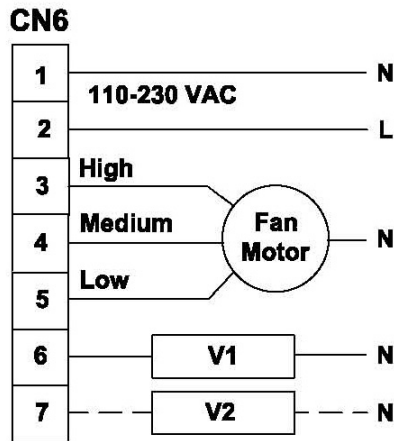 CN6
1 N
110-230 VAC
2 L
3 High
4 Medium Fan Motor N
5 Low
6 V1 N
7 V2 N